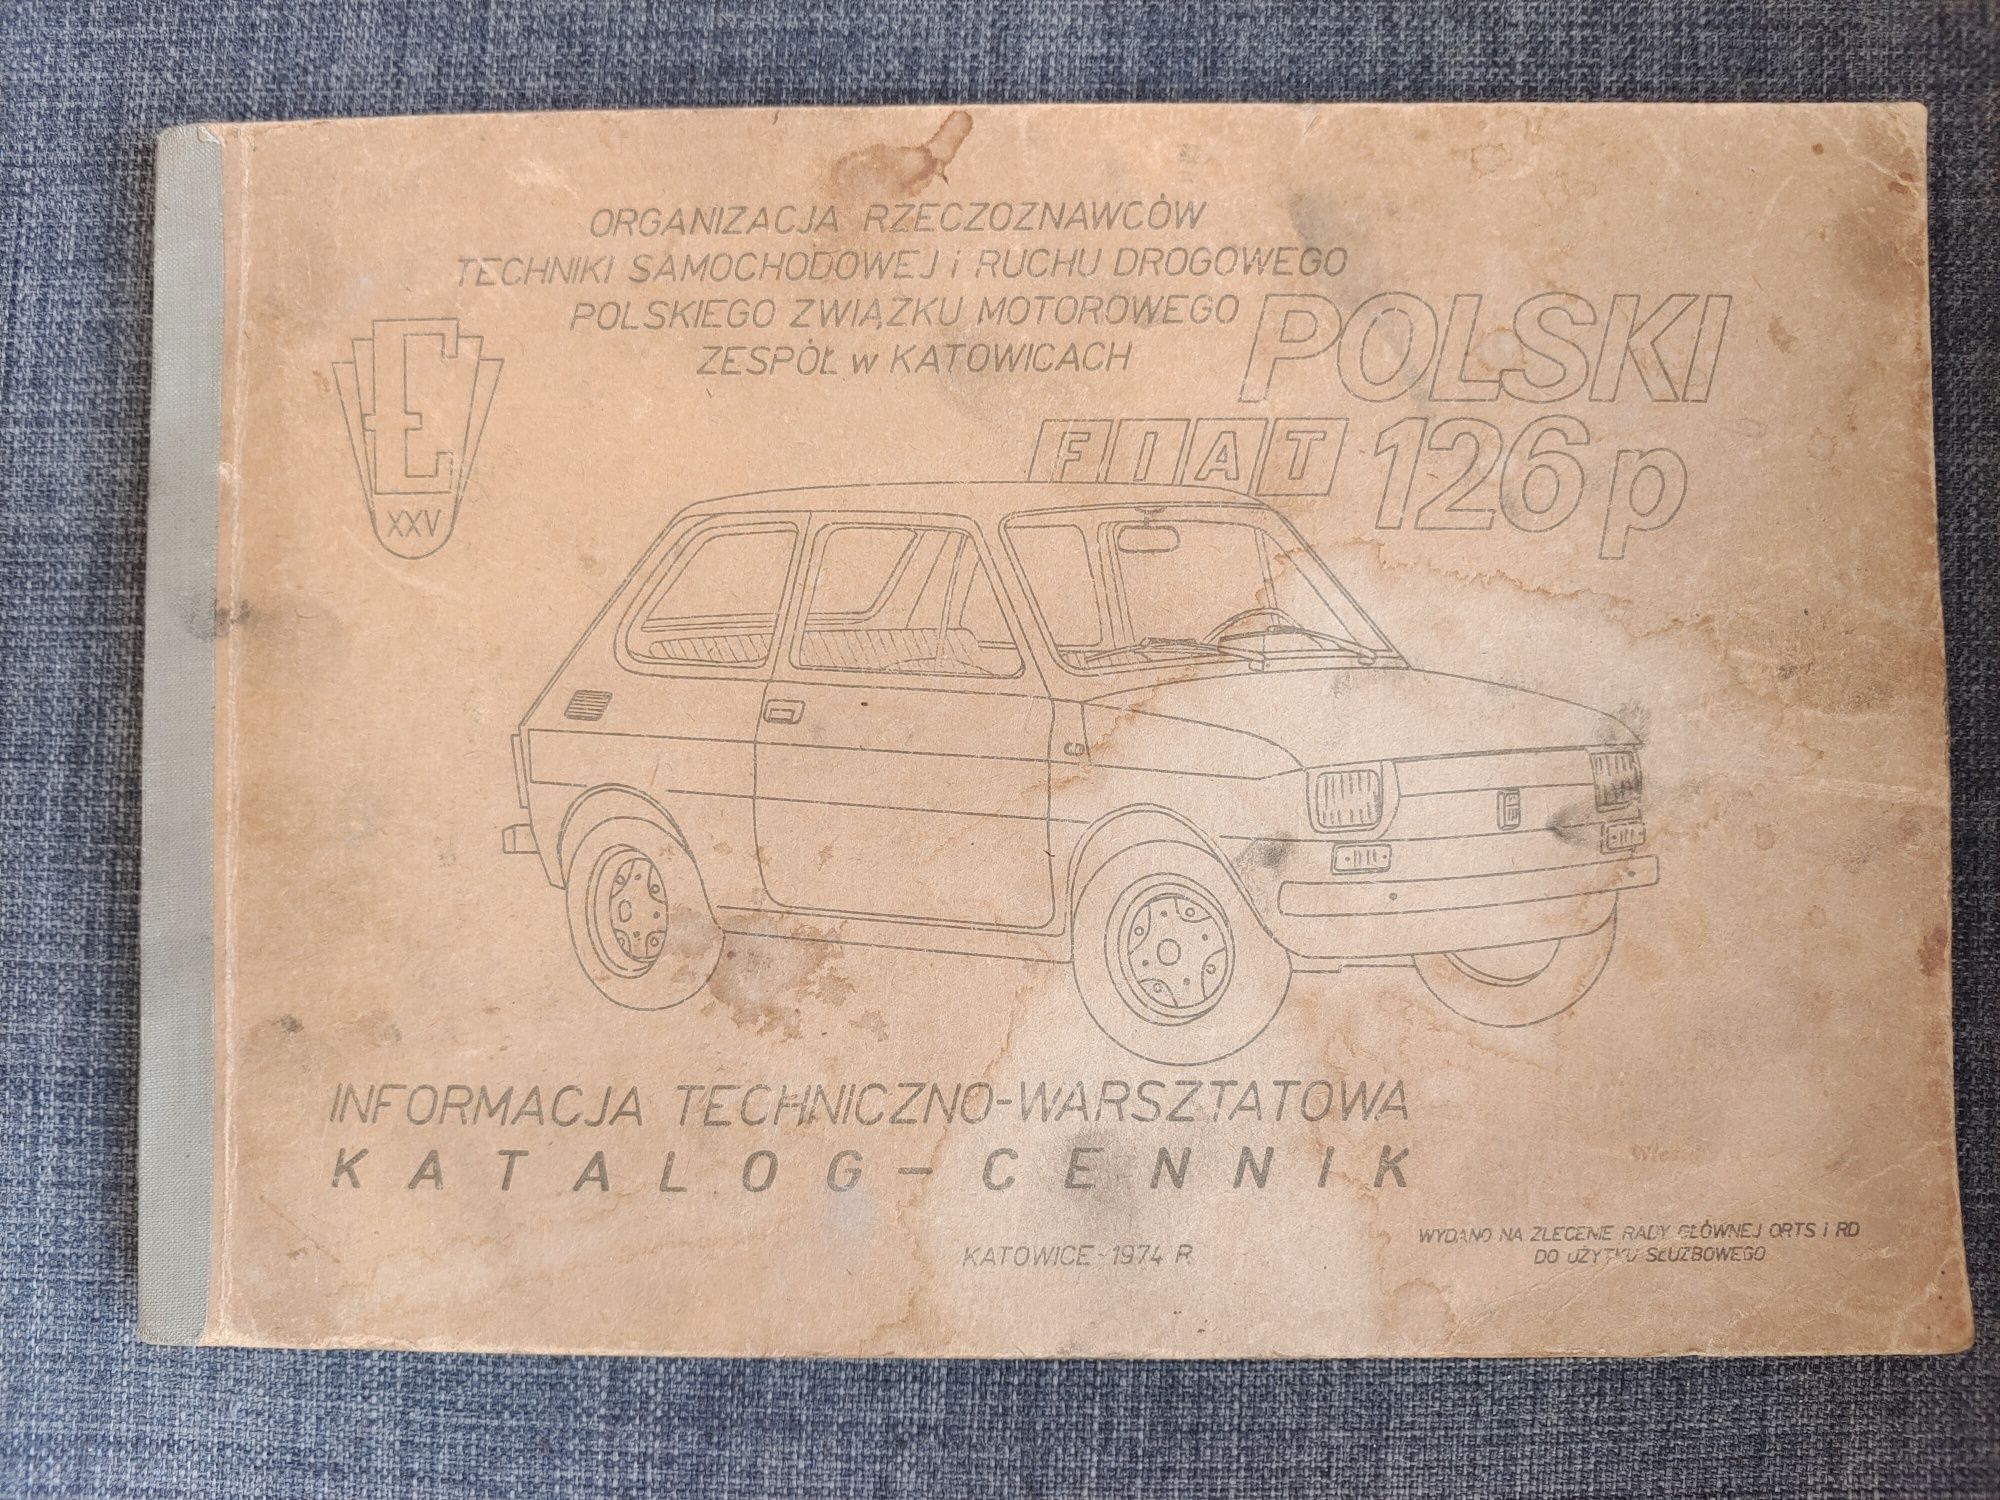 ORGANIZACJA RZECZOZNAWCÓW
TECHNIKI SAMOCHODOWEJ i RUCHU DROGOWEGO
POLSKIEGO ZWIĄZKU MOTOROWEGO
ZESPÓŁ w KATOWICACH
E
XXV
POLSKI
FIAT 126p
INFORMACJA TECHNICZNO-WARSZTATOWA
KATALOG-CENNIK
KATOWICE-1974 R
WYDANO NA ZLECENIE RADY GŁÓWNEJ ORTS i RD
DO UŻYTKU SŁUŻBOWEGO